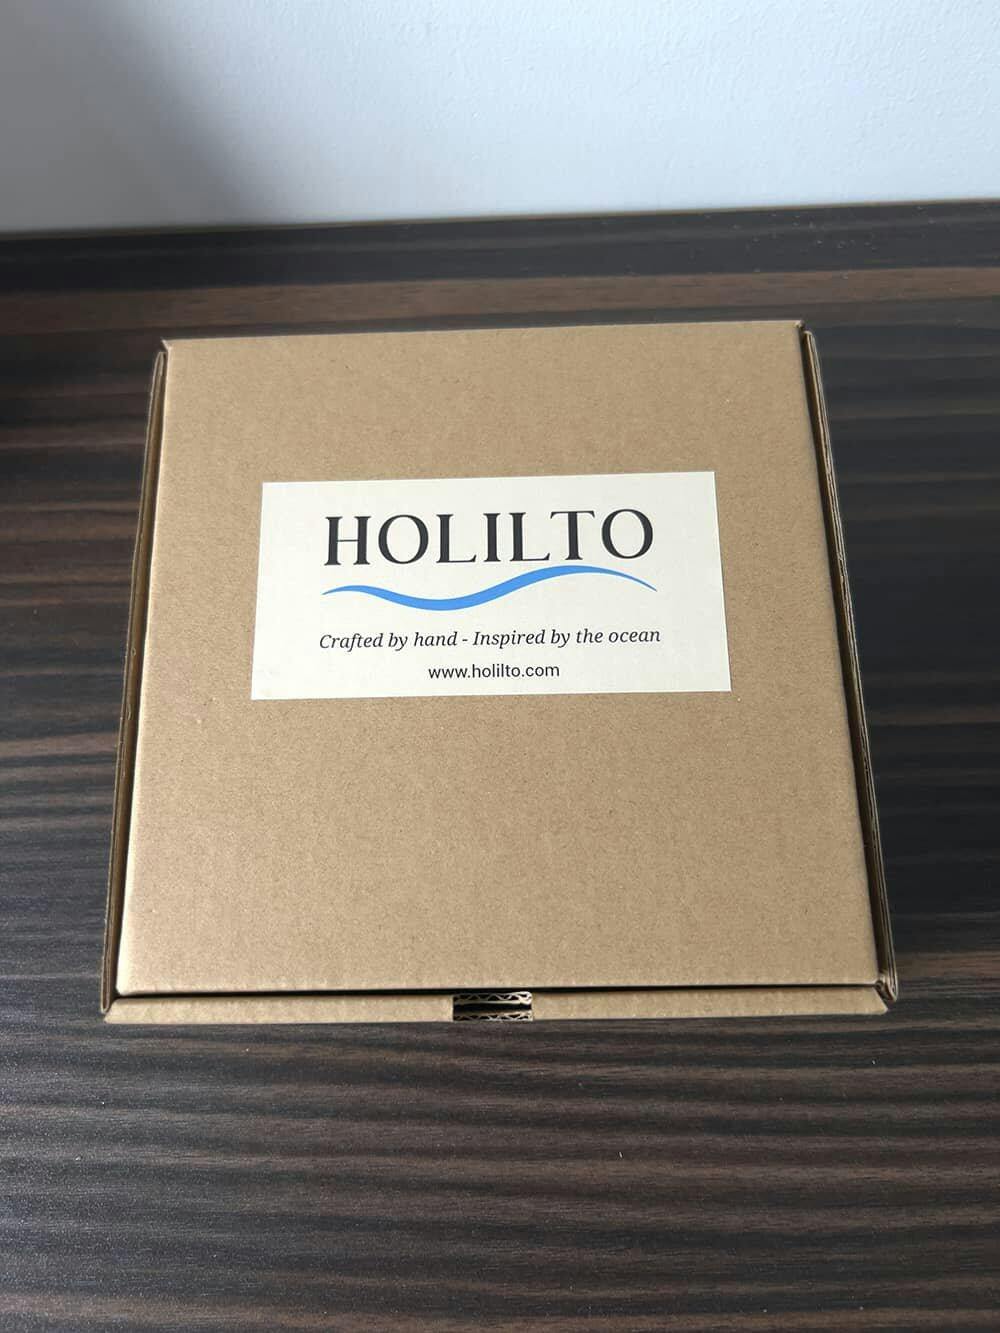 HOLILTO
Crafted by hand - Inspired by the ocean
www.holilto.com